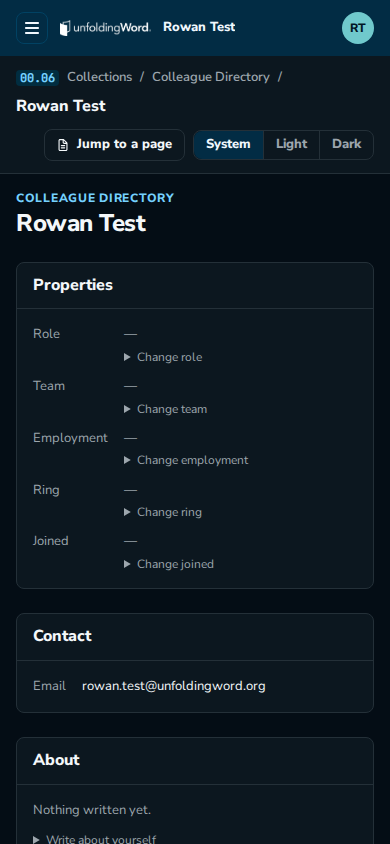 unfoldingWord. Rowan Test RT
00.06 Collections / Colleague Directory /
Rowan Test
Jump to a page System Light Dark
COLLEAGUE DIRECTORY
Rowan Test
Properties
Role —
Change role
Team —
Change team
Employment —
Change employment
Ring —
Change ring
Joined —
Change joined
Contact
Email rowan.test@unfoldingword.org
About
Nothing written yet.
Write about yourself